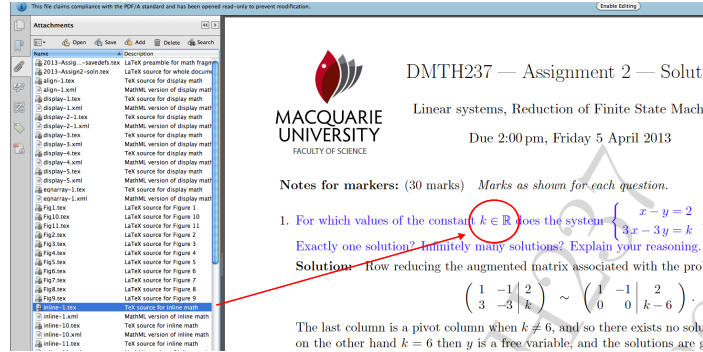 This file claims compliance with the PDF/A standard and has been opened read-only to prevent modification.
Enable Editing
Attachments
Open Save Add Delete Search
Name Description
2013-Assig...-savedefs.tex LaTeX preamble for math fragm
2013-Assign2-soln.tex LaTeX source for whole docum
align-1.tex TeX source for display math
align-1.xml MathML version of display math
display-1.tex TeX source for display math
display-1.xml MathML version of display math
display-2-1.tex TeX source for display math
display-2-1.xml MathML version of display math
display-3.tex TeX source for display math
display-3.xml MathML version of display math
display-4.tex TeX source for display math
display-4.xml MathML version of display math
display-5.tex TeX source for display math
display-5.xml MathML version of display math
eqnarray-1.tex TeX source for display math
eqnarray-1.xml MathML version of display math
Fig1.tex LaTeX source for Figure 1
Fig10.tex LaTeX source for Figure 10
Fig11.tex LaTeX source for Figure 11
Fig2.tex LaTeX source for Figure 2
Fig3.tex LaTeX source for Figure 3
Fig4.tex LaTeX source for Figure 4
Fig5.tex LaTeX source for Figure 5
Fig6.tex LaTeX source for Figure 6
Fig7.tex LaTeX source for Figure 7
Fig8.tex LaTeX source for Figure 8
Fig9.tex LaTeX source for Figure 9
inline-1.tex TeX source for inline math
inline-1.xml MathML version of inline math
inline-10.tex TeX source for inline math
inline-10.xml MathML version of inline math
inline-11.tex TeX source for inline math
MACQUARIE
UNIVERSITY
FACULTY OF SCIENCE
DMTH237 — Assignment 2 — Solut
Linear systems, Reduction of Finite State Mach
Due 2:00 pm, Friday 5 April 2013
Notes for markers: (30 marks) Marks as shown for each question.
1. For which values of the constant k ∈ ℝ does the system { x − y = 2
3 x − 3 y = k
Exactly one solution? Infinitely many solutions? Explain your reasoning.
Solution: Row reducing the augmented matrix associated with the pro
( 1 −1 | 2 ) ∼ ( 1 −1 | 2 )
( 3 −3 | k ) ( 0 0 | k − 6 ) .
The last column is a pivot column when k ≠ 6, and so there exists no solu
on the other hand k = 6 then y is a free variable, and the solutions are g
H237